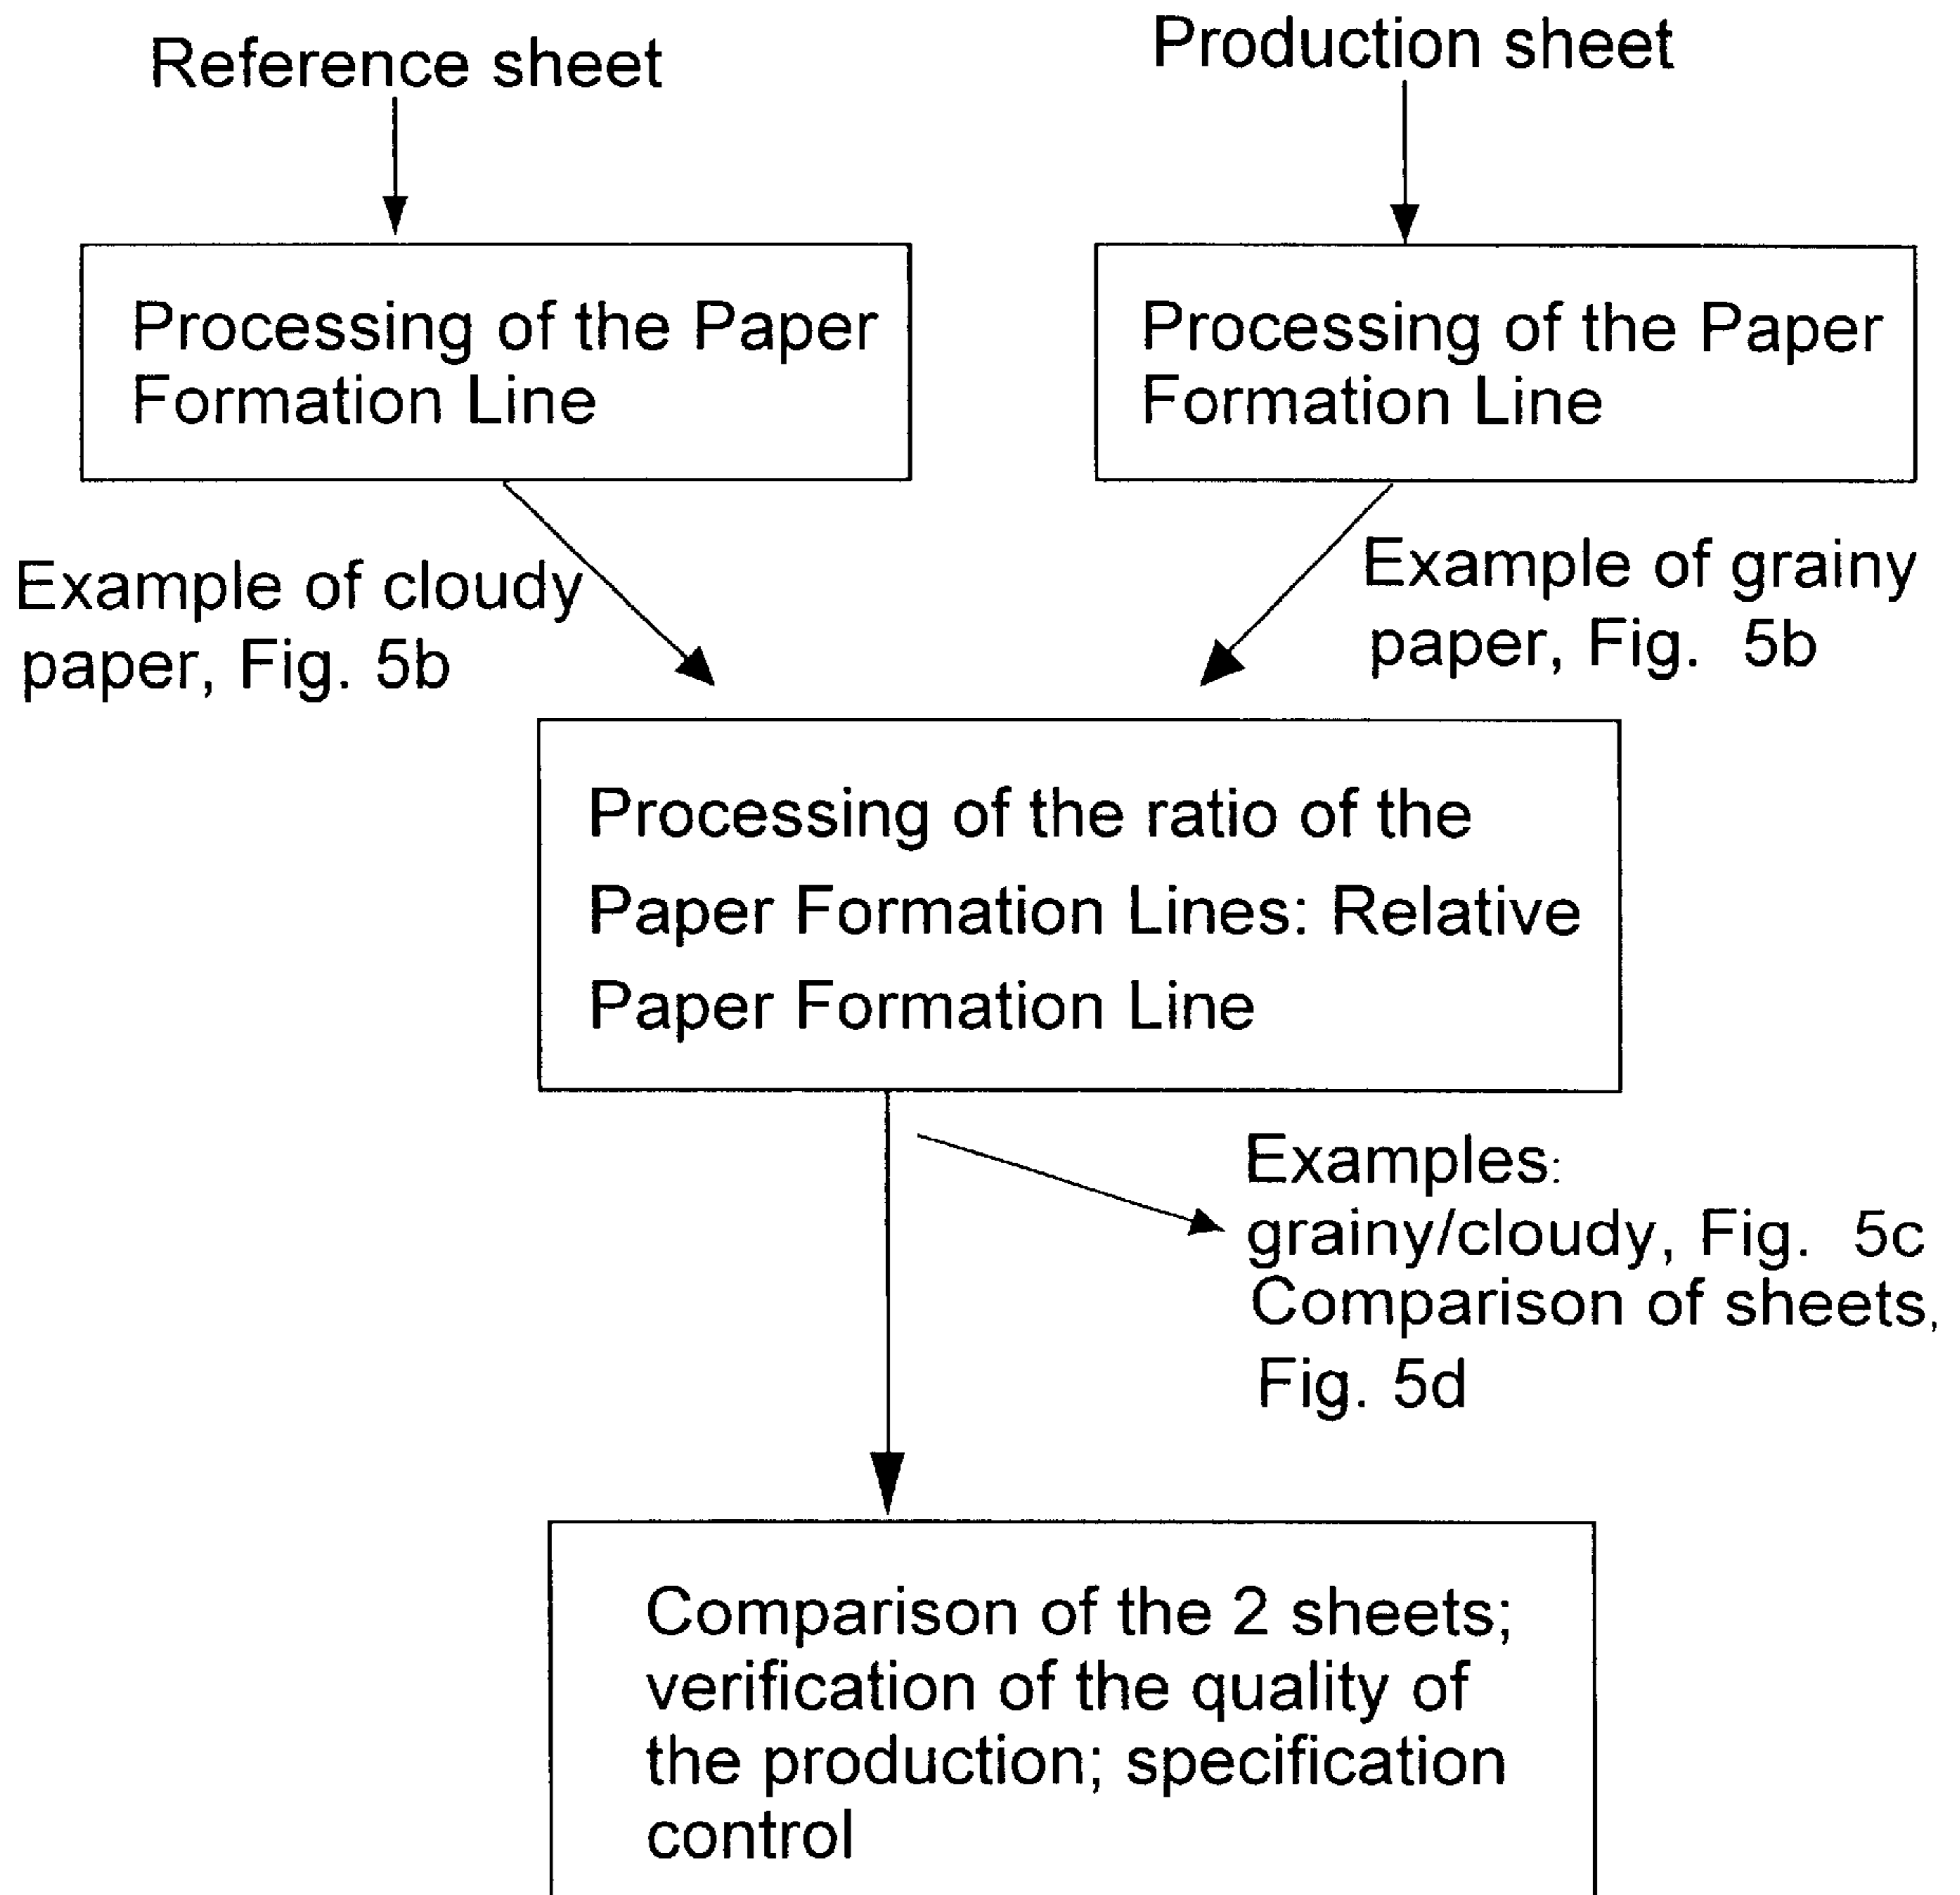 Reference sheet
Production sheet
Processing of the Paper
Formation Line
Processing of the Paper
Formation Line
Example of cloudy
paper, Fig. 5b
Example of grainy
paper, Fig. 5b
Processing of the ratio of the
Paper Formation Lines: Relative
Paper Formation Line
Examples:
grainy/cloudy, Fig. 5c
Comparison of sheets,
Fig. 5d
Comparison of the 2 sheets;
verification of the quality of
the production; specification
control